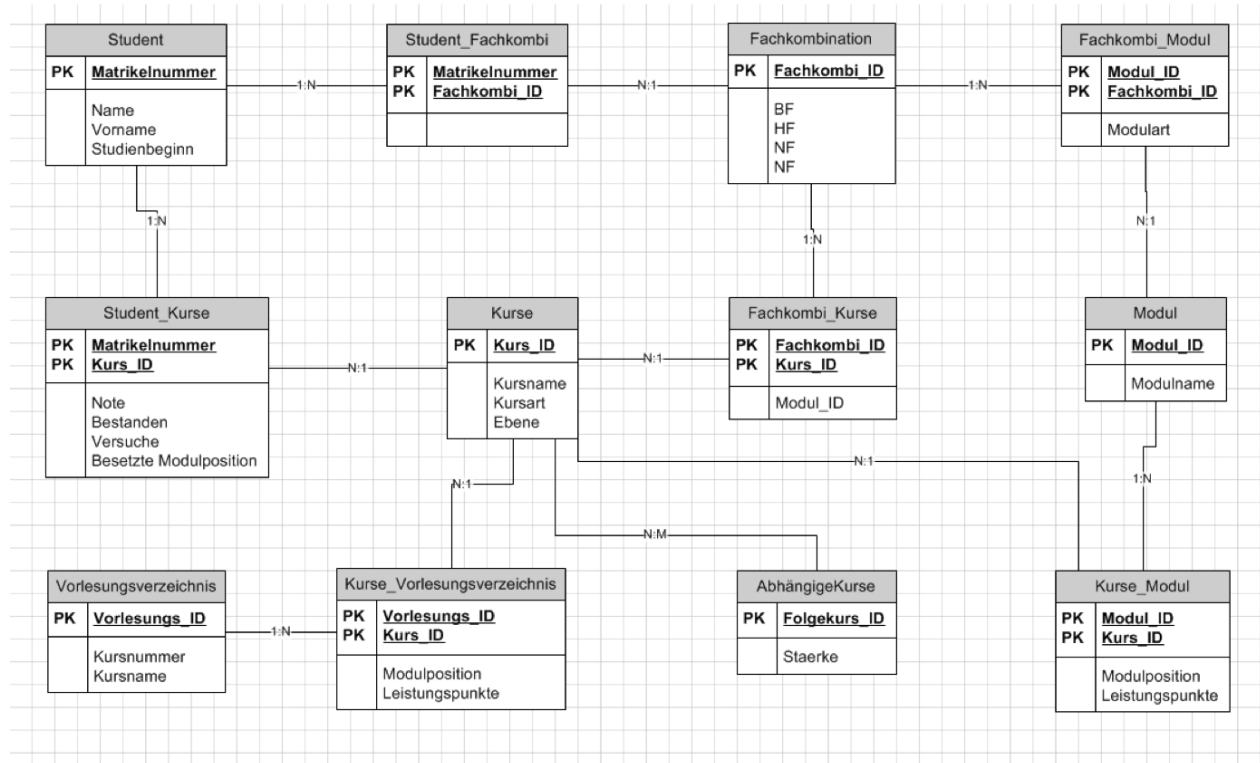 Student
PK Matrikelnummer
Name
Vorname
Studienbeginn
1:N
Student_Fachkombi
PK Matrikelnummer
PK Fachkombi_ID
N:1
Fachkombination
PK Fachkombi_ID
BF
HF
NF
NF
1:N
Fachkombi_Modul
PK Modul_ID
PK Fachkombi_ID
Modulart
1:N
1:N
N:1
Student_Kurse
PK Matrikelnummer
PK Kurs_ID
Note
Bestanden
Versuche
Besetzte Modulposition
N:1
Kurse
PK Kurs_ID
Kursname
Kursart
Ebene
N:1
Fachkombi_Kurse
PK Fachkombi_ID
PK Kurs_ID
Modul_ID
Modul
PK Modul_ID
Modulname
N:1
1:N
N:1
N:M
Vorlesungsverzeichnis
PK Vorlesungs_ID
Kursnummer
Kursname
1:N
Kurse_Vorlesungsverzeichnis
PK Vorlesungs_ID
PK Kurs_ID
Modulposition
Leistungspunkte
AbhängigeKurse
PK Folgekurs_ID
Staerke
Kurse_Modul
PK Modul_ID
PK Kurs_ID
Modulposition
Leistungspunkte